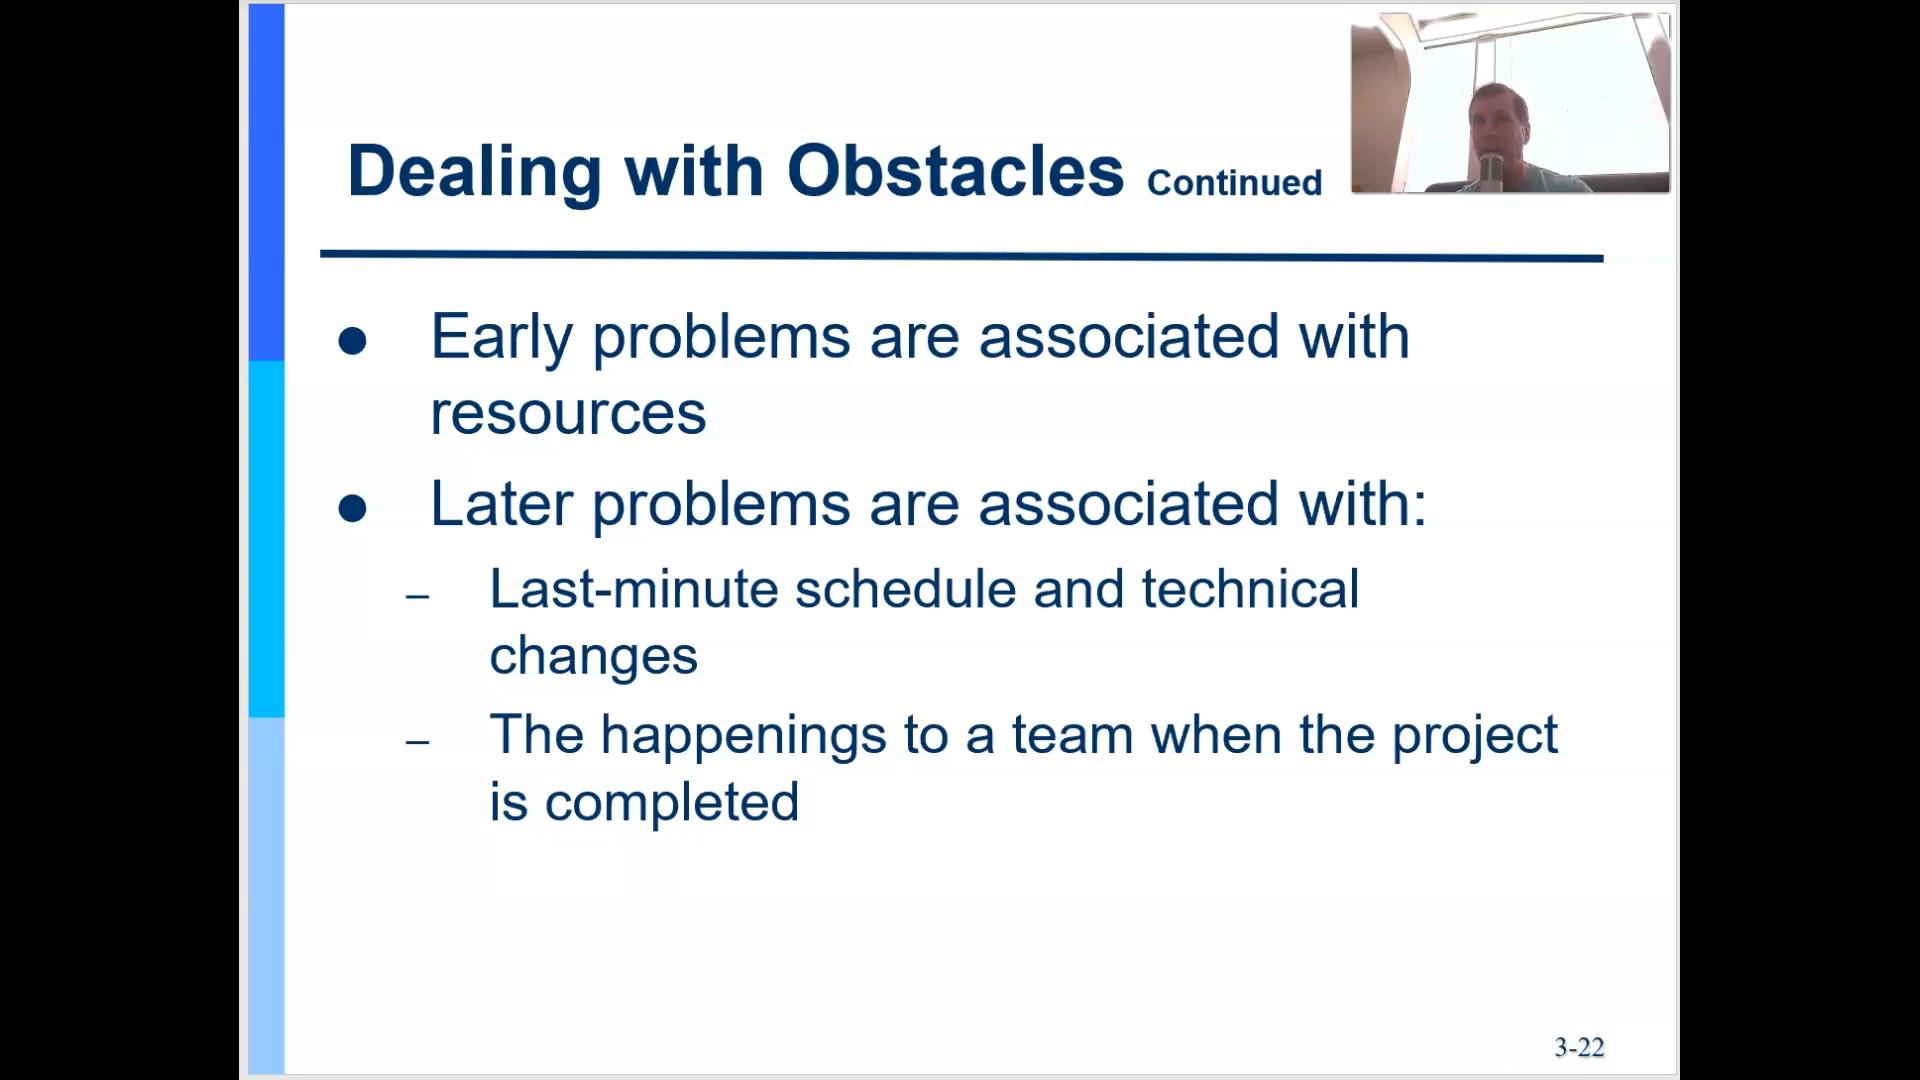 Dealing with Obstacles Continued
● Early problems are associated with
resources
● Later problems are associated with:
– Last-minute schedule and technical
changes
– The happenings to a team when the project
is completed
3-22